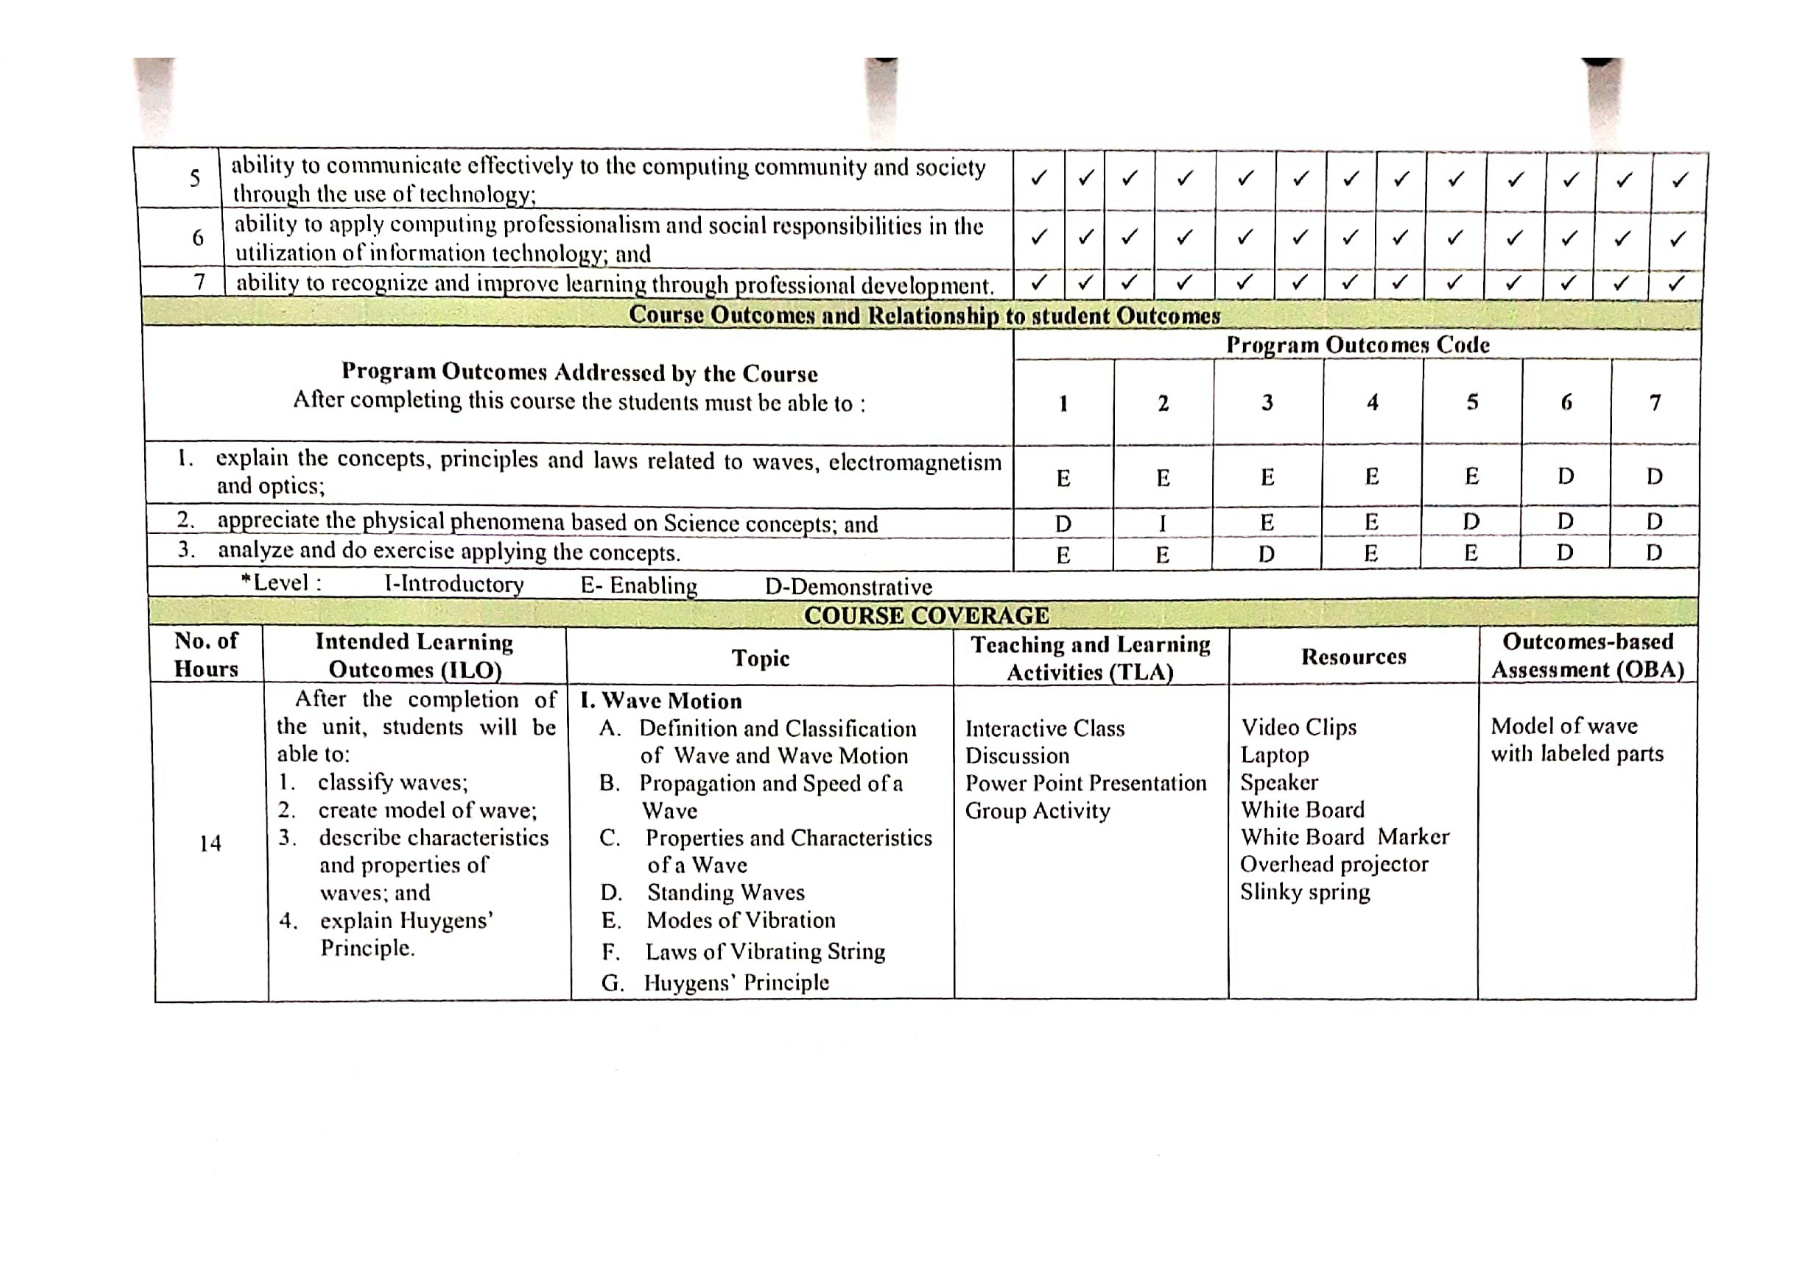 5 ability to communicate effectively to the computing community and society ✓ ✓ ✓ ✓ ✓ ✓ ✓ ✓ ✓ ✓ ✓ ✓ ✓
through the use of technology;
6 ability to apply computing professionalism and social responsibilities in the ✓ ✓ ✓ ✓ ✓ ✓ ✓ ✓ ✓ ✓ ✓ ✓ ✓
utilization of information technology; and
7 ability to recognize and improve learning through professional development. ✓ ✓ ✓ ✓ ✓ ✓ ✓ ✓ ✓ ✓ ✓ ✓ ✓
Course Outcomes and Relationship to student Outcomes
Program Outcomes Addressed by the Course
After completing this course the students must be able to :
Program Outcomes Code
1 2 3 4 5 6 7
1. explain the concepts, principles and laws related to waves, electromagnetism
and optics;
E E E E E D D
2. appreciate the physical phenomena based on Science concepts; and D I E E D D D
3. analyze and do exercise applying the concepts. E E D E E D D
*Level : I-Introductory E- Enabling D-Demonstrative
COURSE COVERAGE
No. of
Hours
Intended Learning
Outcomes (ILO)
Topic
Teaching and Learning
Activities (TLA)
Resources
Outcomes-based
Assessment (OBA)
14
After the completion of
the unit, students will be
able to:
1. classify waves;
2. create model of wave;
3. describe characteristics
and properties of
waves; and
4. explain Huygens'
Principle.
I. Wave Motion
A. Definition and Classification
of Wave and Wave Motion
B. Propagation and Speed of a
Wave
C. Properties and Characteristics
of a Wave
D. Standing Waves
E. Modes of Vibration
F. Laws of Vibrating String
G. Huygens' Principle
Interactive Class
Discussion
Power Point Presentation
Group Activity
Video Clips
Laptop
Speaker
White Board
White Board Marker
Overhead projector
Slinky spring
Model of wave
with labeled parts